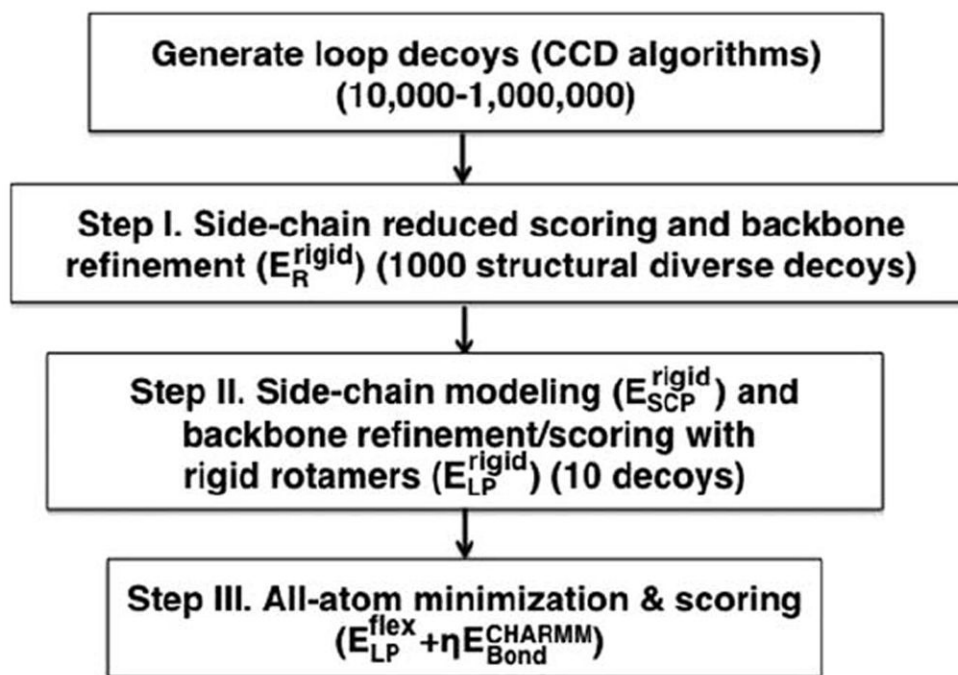 Generate loop decoys (CCD algorithms)
(10,000-1,000,000)
Step I. Side-chain reduced scoring and backbone
refinement (E_R^rigid) (1000 structural diverse decoys)
Step II. Side-chain modeling (E_SCP^rigid) and
backbone refinement/scoring with
rigid rotamers (E_LP^rigid) (10 decoys)
Step III. All-atom minimization & scoring
(E_LP^flex+ηE_Bond^CHARMM)